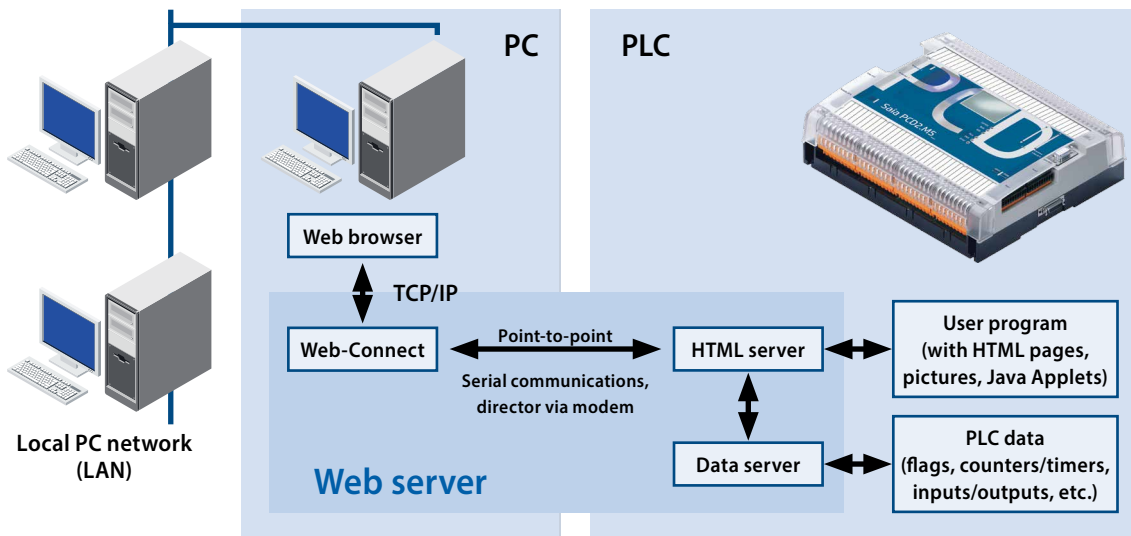 PC
PLC
PCD
Saia PCD2.M5_
Web browser
TCP/IP
Web-Connect
Point-to-point
HTML server
User program
(with HTML pages,
pictures, Java Applets)
Serial communications,
director via modem
Local PC network
(LAN)
Data server
PLC data
(flags, counters/timers,
inputs/outputs, etc.)
Web server